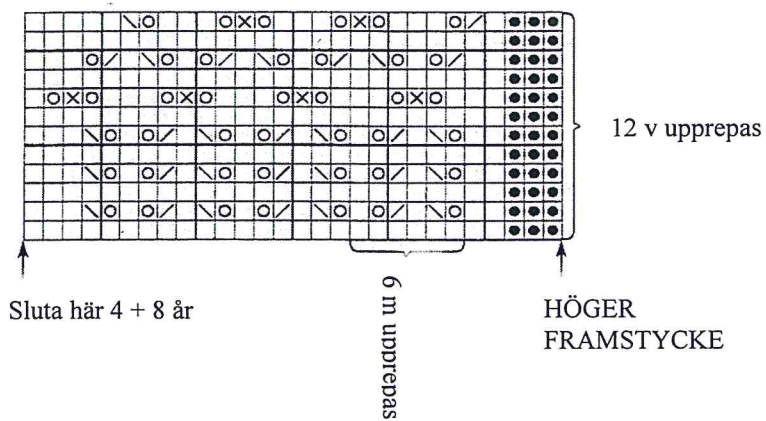 12 v upprepas
6 m upprepas
Sluta här 4 + 8 år
HÖGER
FRAMSTYCKE